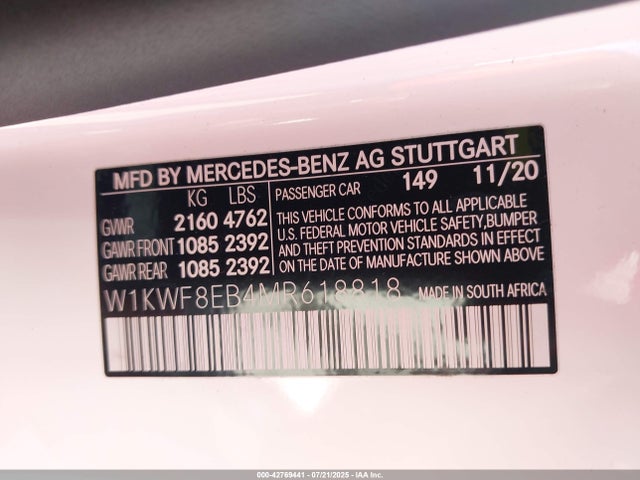 MFD BY MERCEDES-BENZ AG STUTTGART
KG LBS PASSENGER CAR 149 11/20
GVWR 2160 4762
GAWR FRONT 1085 2392
GAWR REAR 1085 2392
THIS VEHICLE CONFORMS TO ALL APPLICABLE
U.S. FEDERAL MOTOR VEHICLE SAFETY, BUMPER
AND THEFT PREVENTION STANDARDS IN EFFECT
ON THE DATE OF MANUFACTURE SHOWN ABOVE
W1KWF8EB4MR618818 MADE IN SOUTH AFRICA
000-42789441 - 07/21/2025 - IAA Inc.